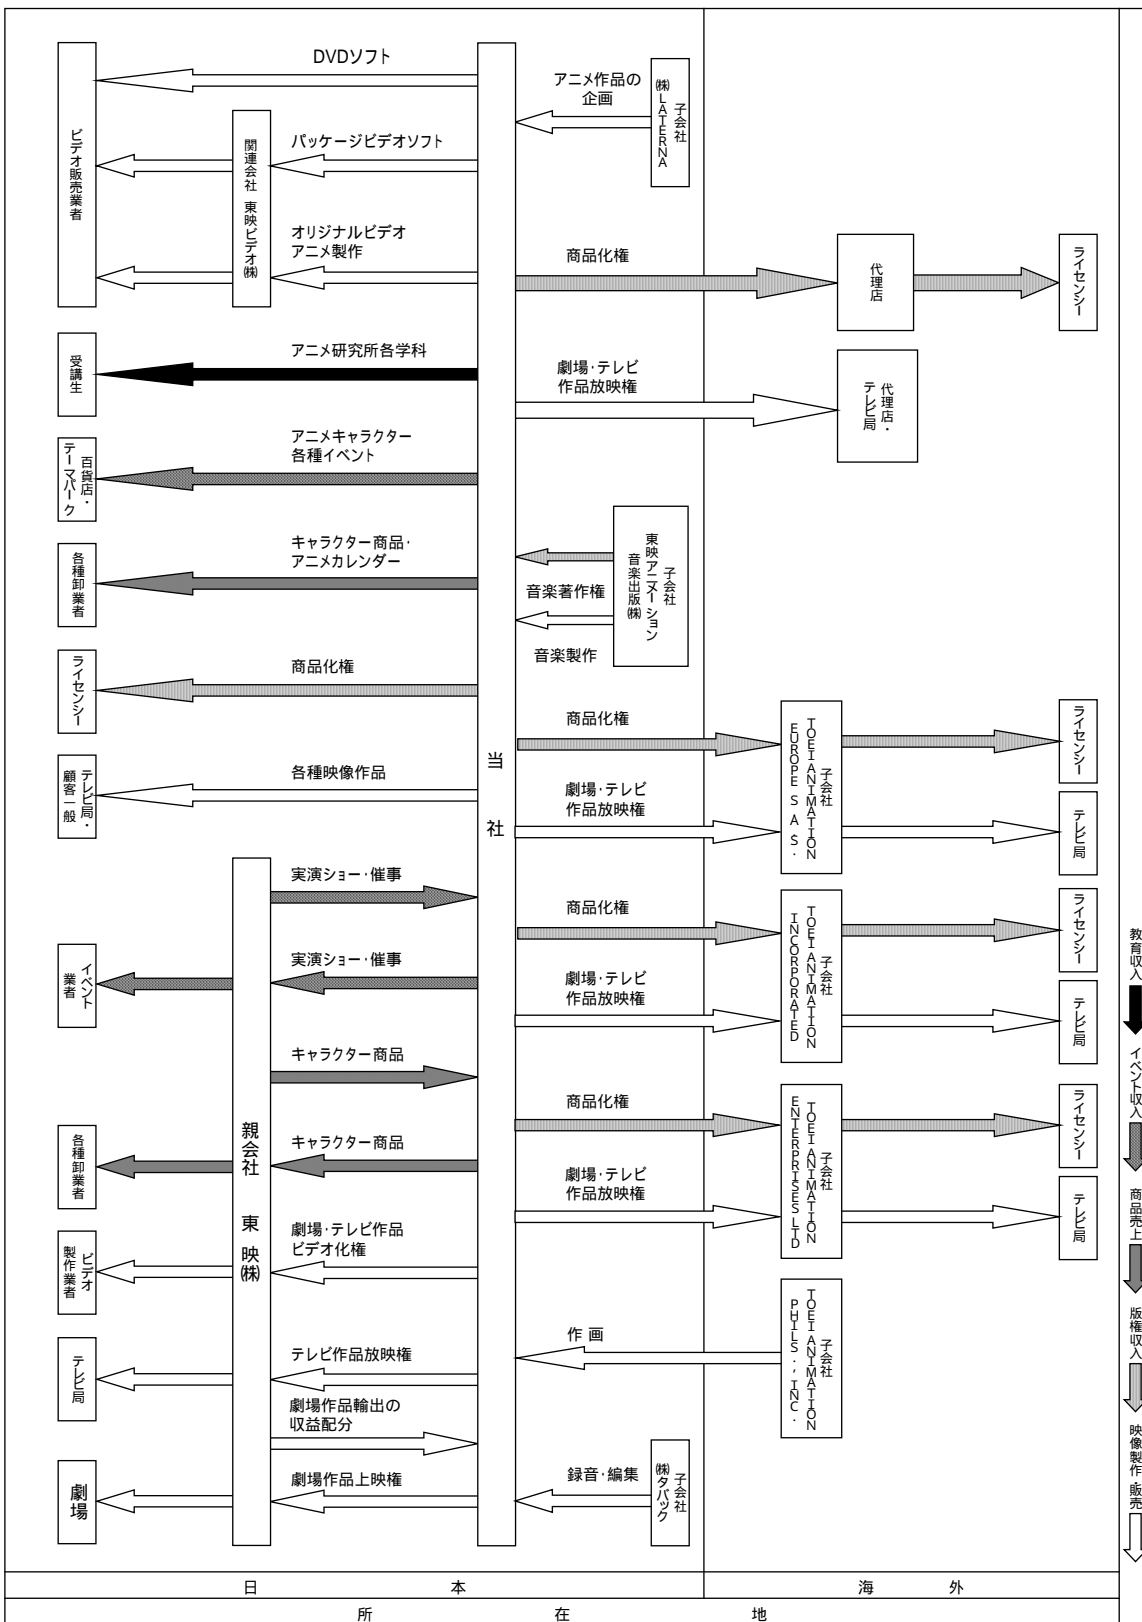 ビデオ販売業者
DVDソフト
関連会社 東映ビデオ㈱
パッケージビデオソフト
オリジナルビデオ
アニメ製作
受講生
アニメ研究所各学科
百貨店・
テーマパーク
アニメキャラクター
各種イベント
各種卸業者
キャラクター商品・
アニメカレンダー
ライセンシー
商品化権
テレビ局・
顧客一般
各種映像作品
親会社 東映㈱
実演ショー・催事
イベント
業者
実演ショー・催事
キャラクター商品
各種卸業者
キャラクター商品
ビデオ
製作業者
劇場・テレビ作品
ビデオ化権
テレビ局
テレビ作品放映権
劇場作品輸出の
収益配分
劇場
劇場作品上映権
当社
アニメ作品の
企画
子会社
㈱LATERNA
商品化権
代理店
ライセンシー
劇場・テレビ
作品放映権
代理店・
テレビ局
子会社
東映アニメーション
音楽出版㈱
音楽著作権
音楽製作
商品化権
劇場・テレビ
作品放映権
子会社
TOEI ANIMATION
EUROPE S.A.S.
ライセンシー
テレビ局
商品化権
劇場・テレビ
作品放映権
子会社
TOEI ANIMATION
INCORPORATED
ライセンシー
テレビ局
商品化権
劇場・テレビ
作品放映権
子会社
TOEI ANIMATION
ENTERPRISES LTD
ライセンシー
テレビ局
作画
子会社
TOEI ANIMATION
PHILS., INC.
録音・編集
子会社
㈱タバック
教育収入
イベント収入
商品売上
版権収入
映像製作・販売
日本
海外
所在地